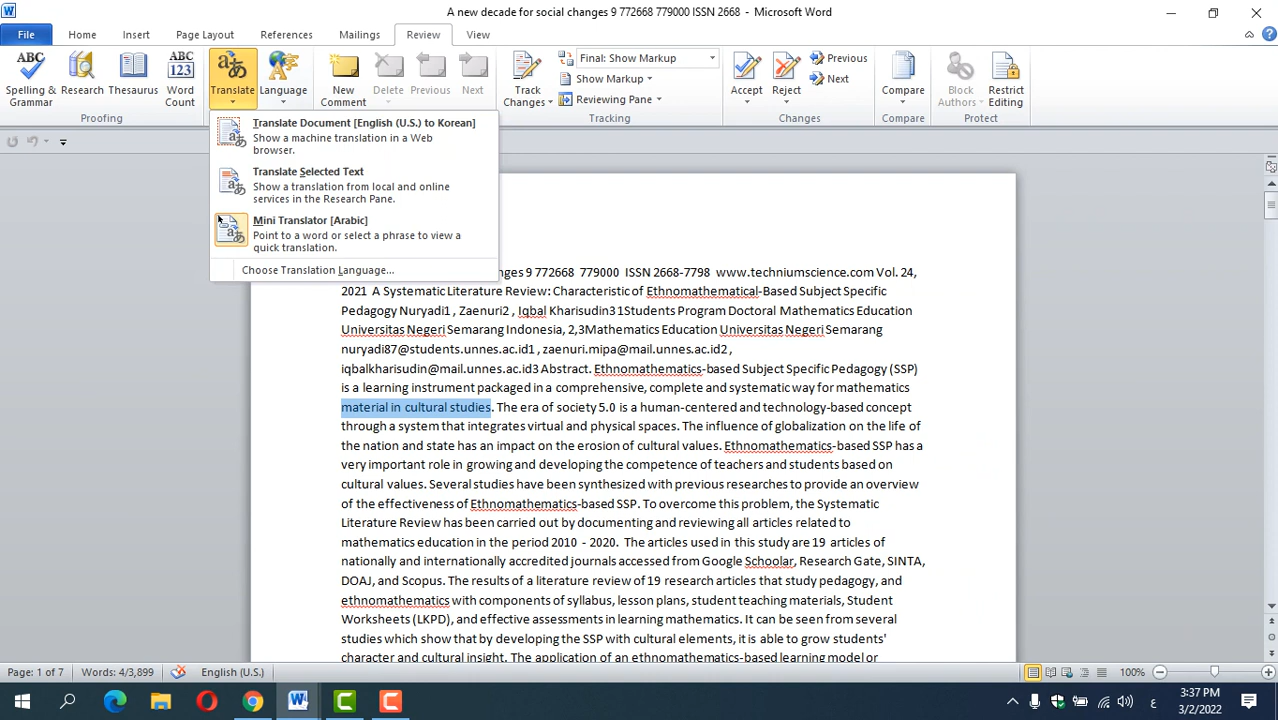 A new decade for social changes 9 772668 779000 ISSN 2668 - Microsoft Word
File Home Insert Page Layout References Mailings Review View
Spelling & Grammar
Research
Thesaurus
Word Count
Proofing
Translate
Language
New Comment
Delete
Previous
Next
Track Changes
Final: Show Markup
Show Markup
Reviewing Pane
Tracking
Accept
Reject
Previous
Next
Changes
Compare
Compare
Block Authors
Restrict Editing
Protect
Translate Document [English (U.S.) to Korean]
Show a machine translation in a Web
browser.
Translate Selected Text
Show a translation from local and online
services in the Research Pane.
Mini Translator [Arabic]
Point to a word or select a phrase to view a
quick translation.
Choose Translation Language...
nges 9 772668 779000 ISSN 2668-7798 www.techniumscience.com Vol. 24,
2021 A Systematic Literature Review: Characteristic of Ethnomathematical-Based Subject Specific
Pedagogy Nuryadi1 , Zaenuri2 , Iqbal Kharisudin3 1Students Program Doctoral Mathematics Education
Universitas Negeri Semarang Indonesia, 2,3Mathematics Education Universitas Negeri Semarang
nuryadi87@students.unnes.ac.id1 , zaenuri.mipa@mail.unnes.ac.id2 ,
iqbalkharisudin@mail.unnes.ac.id3 Abstract. Ethnomathematics-based Subject Specific Pedagogy (SSP)
is a learning instrument packaged in a comprehensive, complete and systematic way for mathematics
material in cultural studies. The era of society 5.0 is a human-centered and technology-based concept
through a system that integrates virtual and physical spaces. The influence of globalization on the life of
the nation and state has an impact on the erosion of cultural values. Ethnomathematics-based SSP has a
very important role in growing and developing the competence of teachers and students based on
cultural values. Several studies have been synthesized with previous researches to provide an overview
of the effectiveness of Ethnomathematics-based SSP. To overcome this problem, the Systematic
Literature Review has been carried out by documenting and reviewing all articles related to
mathematics education in the period 2010 - 2020. The articles used in this study are 19 articles of
nationally and internationally accredited journals accessed from Google Schoolar, Research Gate, SINTA,
DOAJ, and Scopus. The results of a literature review of 19 research articles that study pedagogy, and
ethnomathematics with components of syllabus, lesson plans, student teaching materials, Student
Worksheets (LKPD), and effective assessments in learning mathematics. It can be seen from several
studies which show that by developing the SSP with cultural elements, it is able to grow students'
character and cultural insight. The application of an ethnomathematics-based learning model or
Page: 1 of 7 Words: 4/3,899 English (U.S.) 100%
ع 3:37 PM
3/2/2022